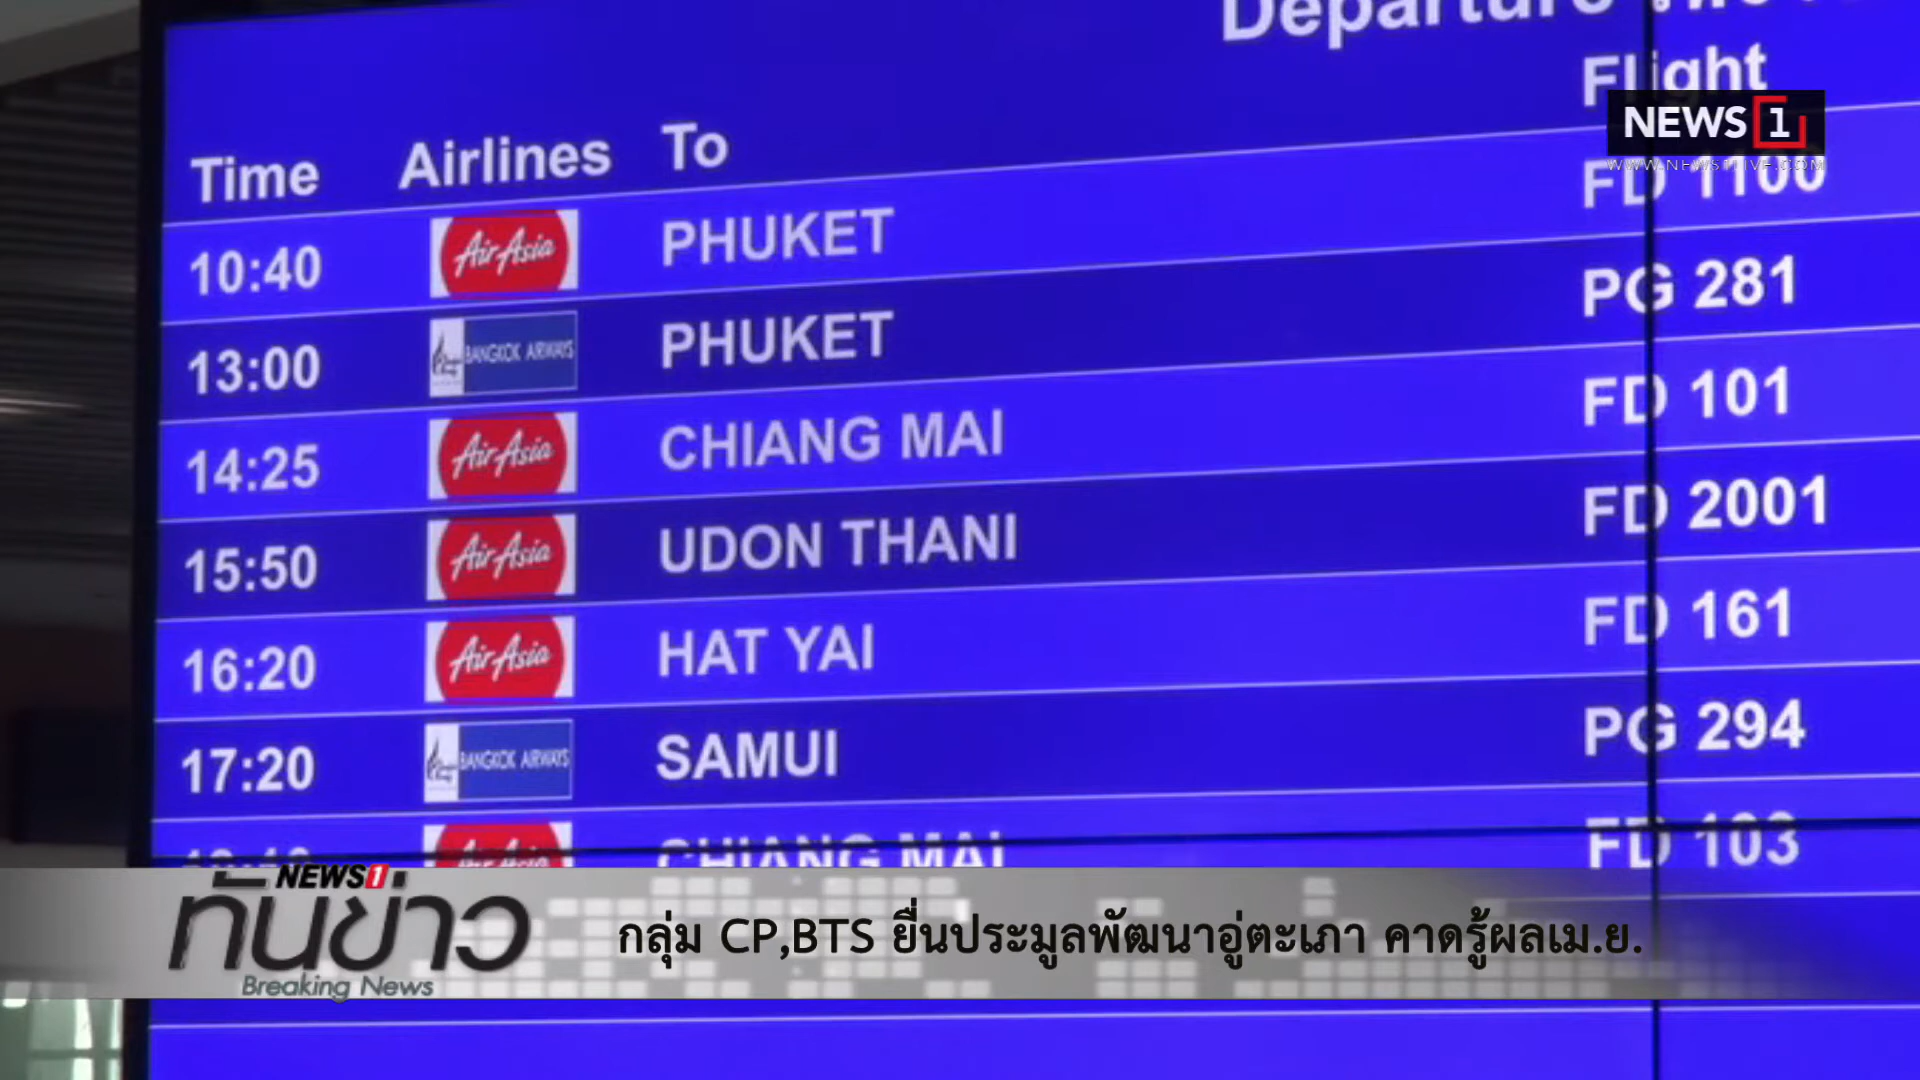 Departure
Flight
NEWS 1
WWW.NEWS1LIVE.COM
Time Airlines To
10:40 AirAsia PHUKET FD 1100
13:00 BANGKOK AIRWAYS PHUKET PG 281
14:25 AirAsia CHIANG MAI FD 101
15:50 AirAsia UDON THANI FD 2001
16:20 AirAsia HAT YAI FD 161
17:20 BANGKOK AIRWAYS SAMUI PG 294
AirAsia CHIANG MAI FD 103
NEWS1
ทันข่าว
Breaking News
กลุ่ม CP,BTS ยื่นประมูลพัฒนาอู่ตะเภา คาดรู้ผลเม.ย.